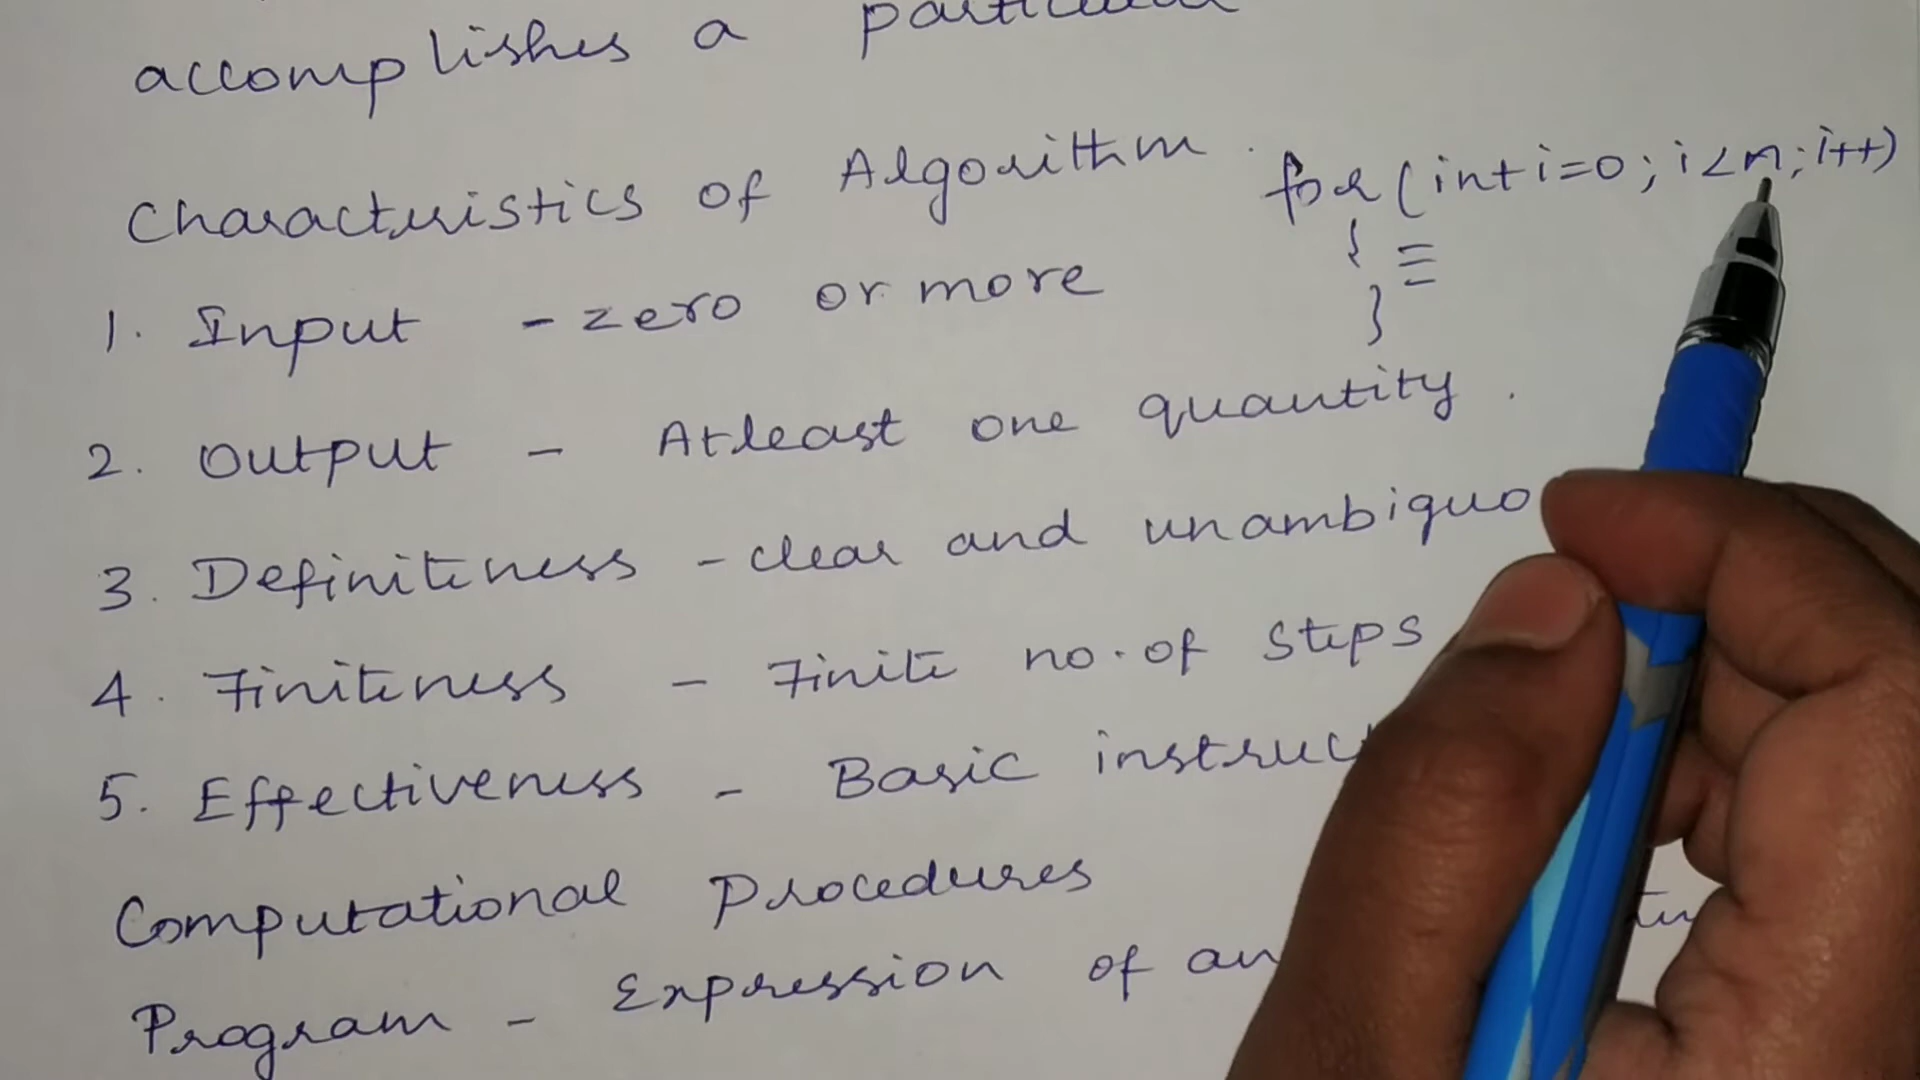 accomplishes a
Characteristics of Algorithm.
for (int i=0; i<n; i++)
{ 
}
1. Input - zero or more
2. Output - Atleast one quantity.
3. Definiteness - clear and
4. Finiteness - Finite no. of steps
5. Effectiveness - Basic
Computational Procedures
Program - Expression of